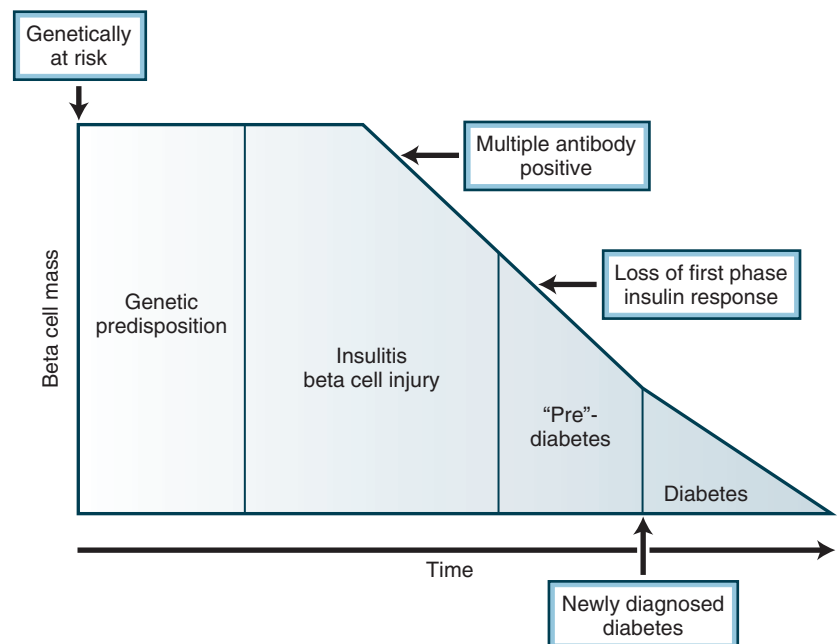 Genetically
at risk
Multiple antibody
positive
Loss of first phase
insulin response
Beta cell mass
Genetic
predisposition
Insulitis
beta cell injury
“Pre”-
diabetes
Diabetes
Time
Newly diagnosed
diabetes